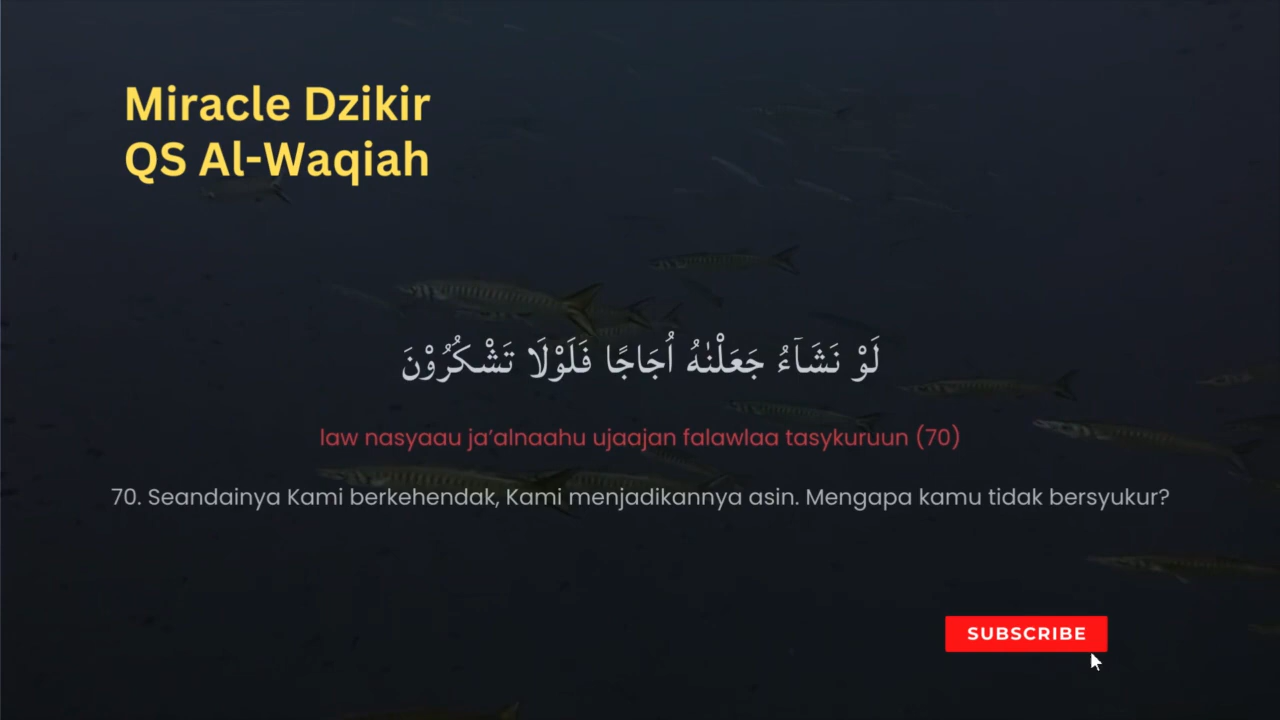 Miracle Dzikir
QS Al-Waqiah
لَوْ نَشَاۤءُ جَعَلْنٰهُ اُجَاجًا فَلَوْلَا تَشْكُرُوْنَ
law nasyaau ja’alnaahu ujaajan falawlaa tasykuruun (70)
70. Seandainya Kami berkehendak, Kami menjadikannya asin. Mengapa kamu tidak bersyukur?
SUBSCRIBE